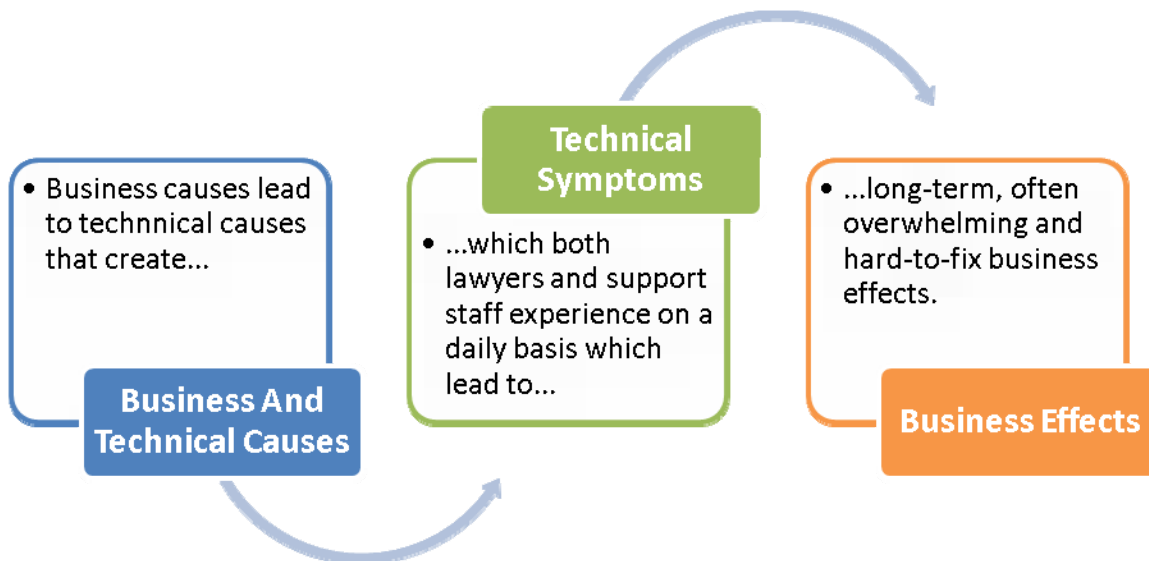 • Business causes lead
to technnical causes
that create...
Business And
Technical Causes
Technical
Symptoms
• ...which both
lawyers and support
staff experience on a
daily basis which
lead to...
• ...long-term, often
overwhelming and
hard-to-fix business
effects.
Business Effects